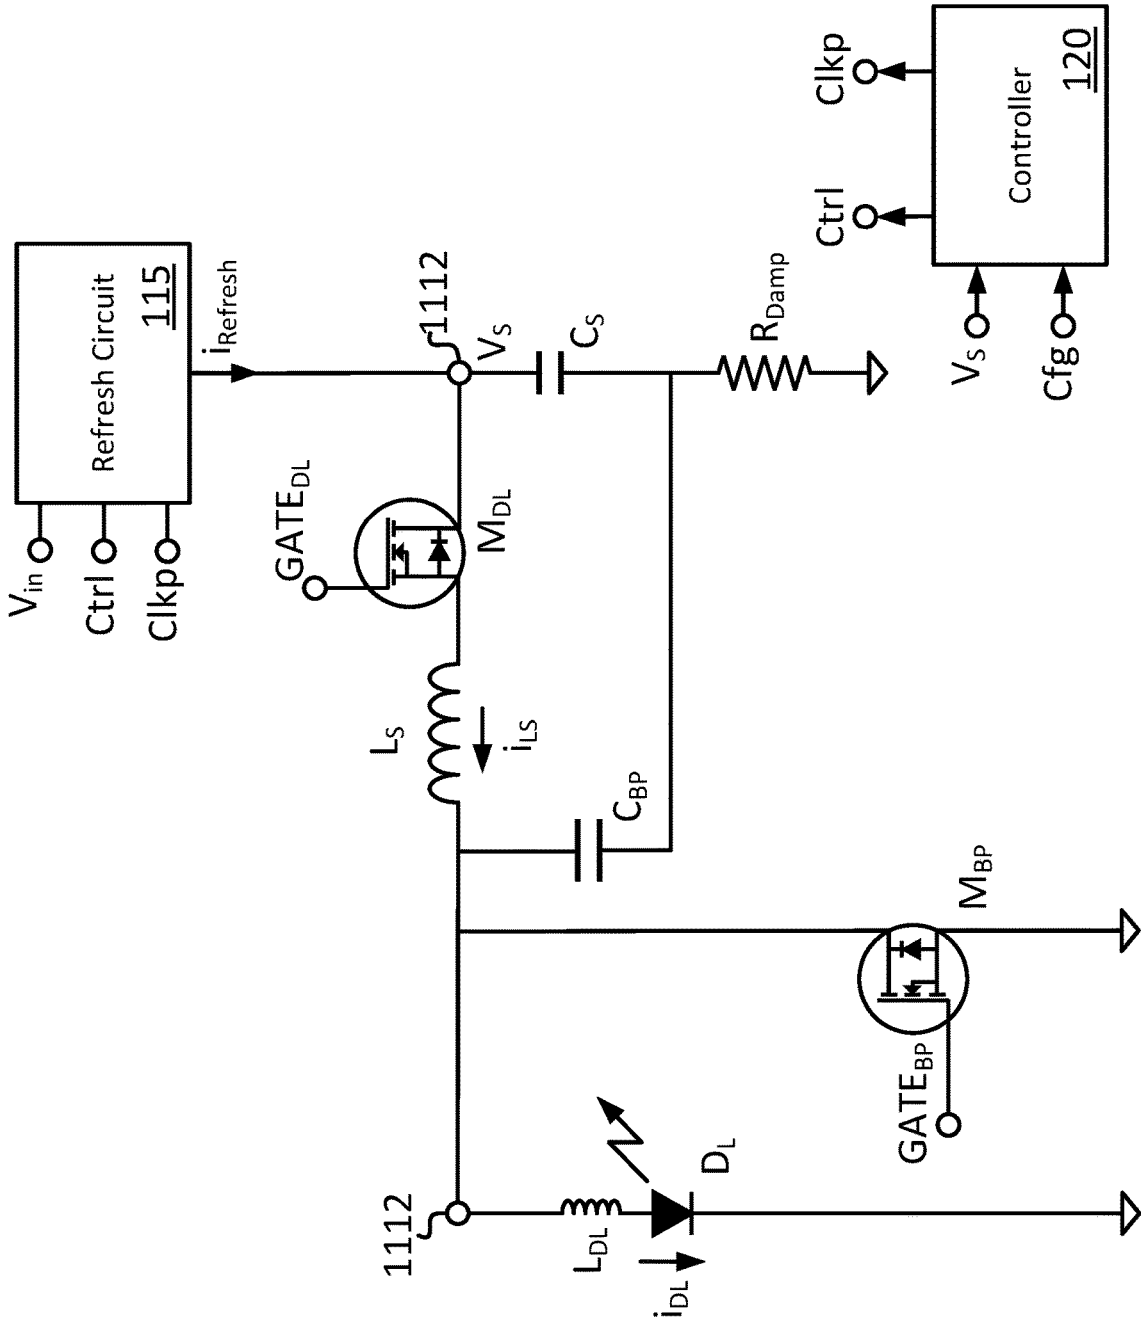 Refresh Circuit
115
V_in
Ctrl
Clkp
i_Refresh
1112
V_S
C_S
R_Damp
GATE_DL
M_DL
L_S
i_LS
C_BP
1112
L_DL
i_DL
D_L
GATE_BP
M_BP
Controller
120
V_S
Cfg
Ctrl
Clkp